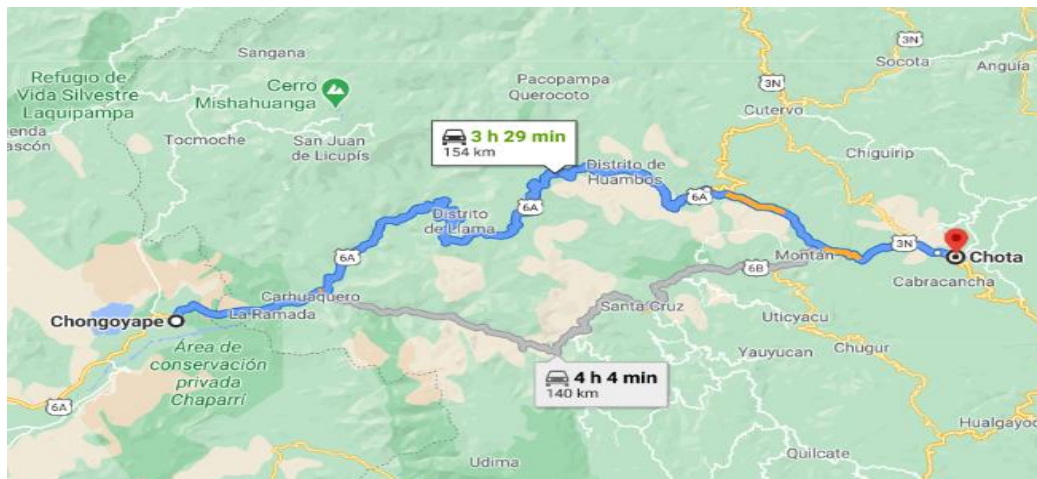 Sangana
3N
Socota
Anguía
Refugio de
Vida Silvestre
Laquipampa
Cerro
Mishahuanga
Pacopampa
Querocoto
3N
Cutervo
enda
ascón
Tocmoche
San Juan
de Licupís
3 h 29 min
154 km
Chiguirip
Distrito de
Huambos
6A
6A
Distrito
de Llama
6A
3N
Chota
Montan
6B
Cabracancha
Carhuaquero
Santa Cruz
La Ramada
Chongoyape
Uticyacu
Área de
conservación
privada
Chaparrí
Yauyucan
Chugur
4 h 4 min
140 km
6A
Hualgayoc
Quilcate
Udima